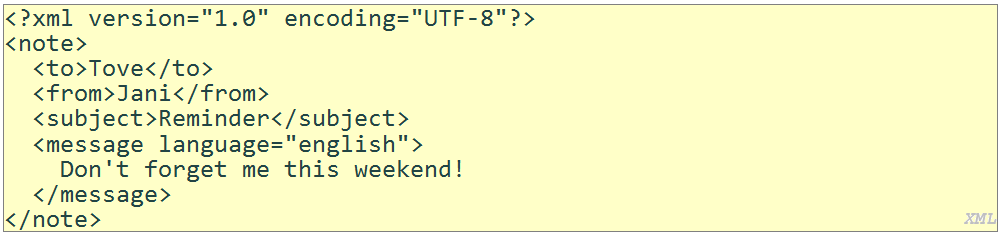 <?xml version="1.0" encoding="UTF-8"?>
<note>
  <to>Tove</to>
  <from>Jani</from>
  <subject>Reminder</subject>
  <message language="english">
    Don't forget me this weekend!
  </message>
</note>
XML